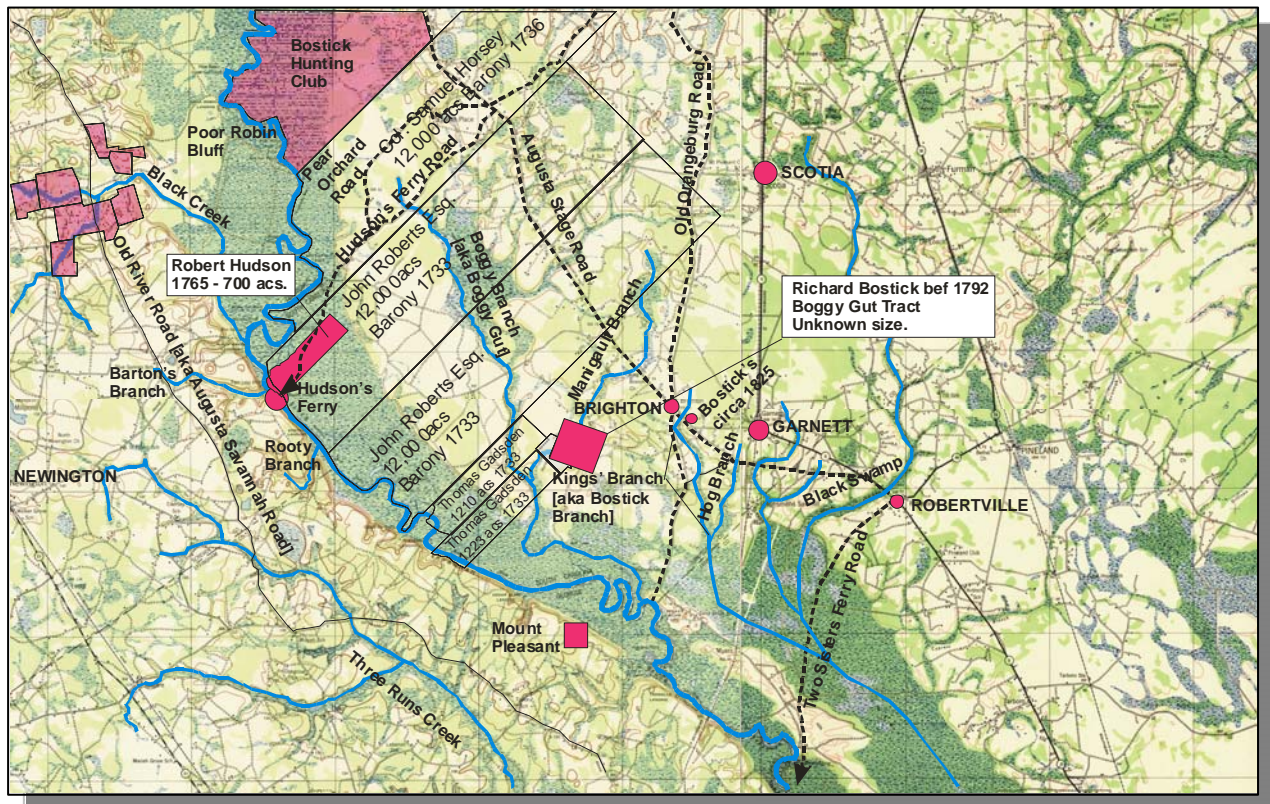 Bostick
Hunting
Club
Col. Samuel Horsey
12,000 acs Barony 1736
Poor Robin
Bluff
Pear
Orchard
Road
Hudson's Ferry Road
Augusta Stage Road
Old Orangeburg Road
SCOTIA
Black Creek
Old River Road [aka Augusta Savannah Road]
Robert Hudson
1765 - 700 acs.
John Roberts Esq.
12,00 0acs
Barony 1733
Boggy Branch
[aka Boggy Gut]
Richard Bostick bef 1792
Boggy Gut Tract
Unknown size.
Manigault Branch
Barton's
Branch
Hudson's
Ferry
John Roberts Esq.
12,00 0acs
Barony 1733
BRIGHTON
Bostick's
circa 1825
GARNETT
PINELAND
Rooty
Branch
NEWINGTON
Thomas Gadsden
1210 acs 1733
Thomas Gadsden
1223 acs 1733
Kings' Branch
[aka Bostick
Branch]
Hog Branch
Black Swamp
ROBERTVILLE
Two Sisters Ferry Road
Mount
Pleasant
Three Runs Creek